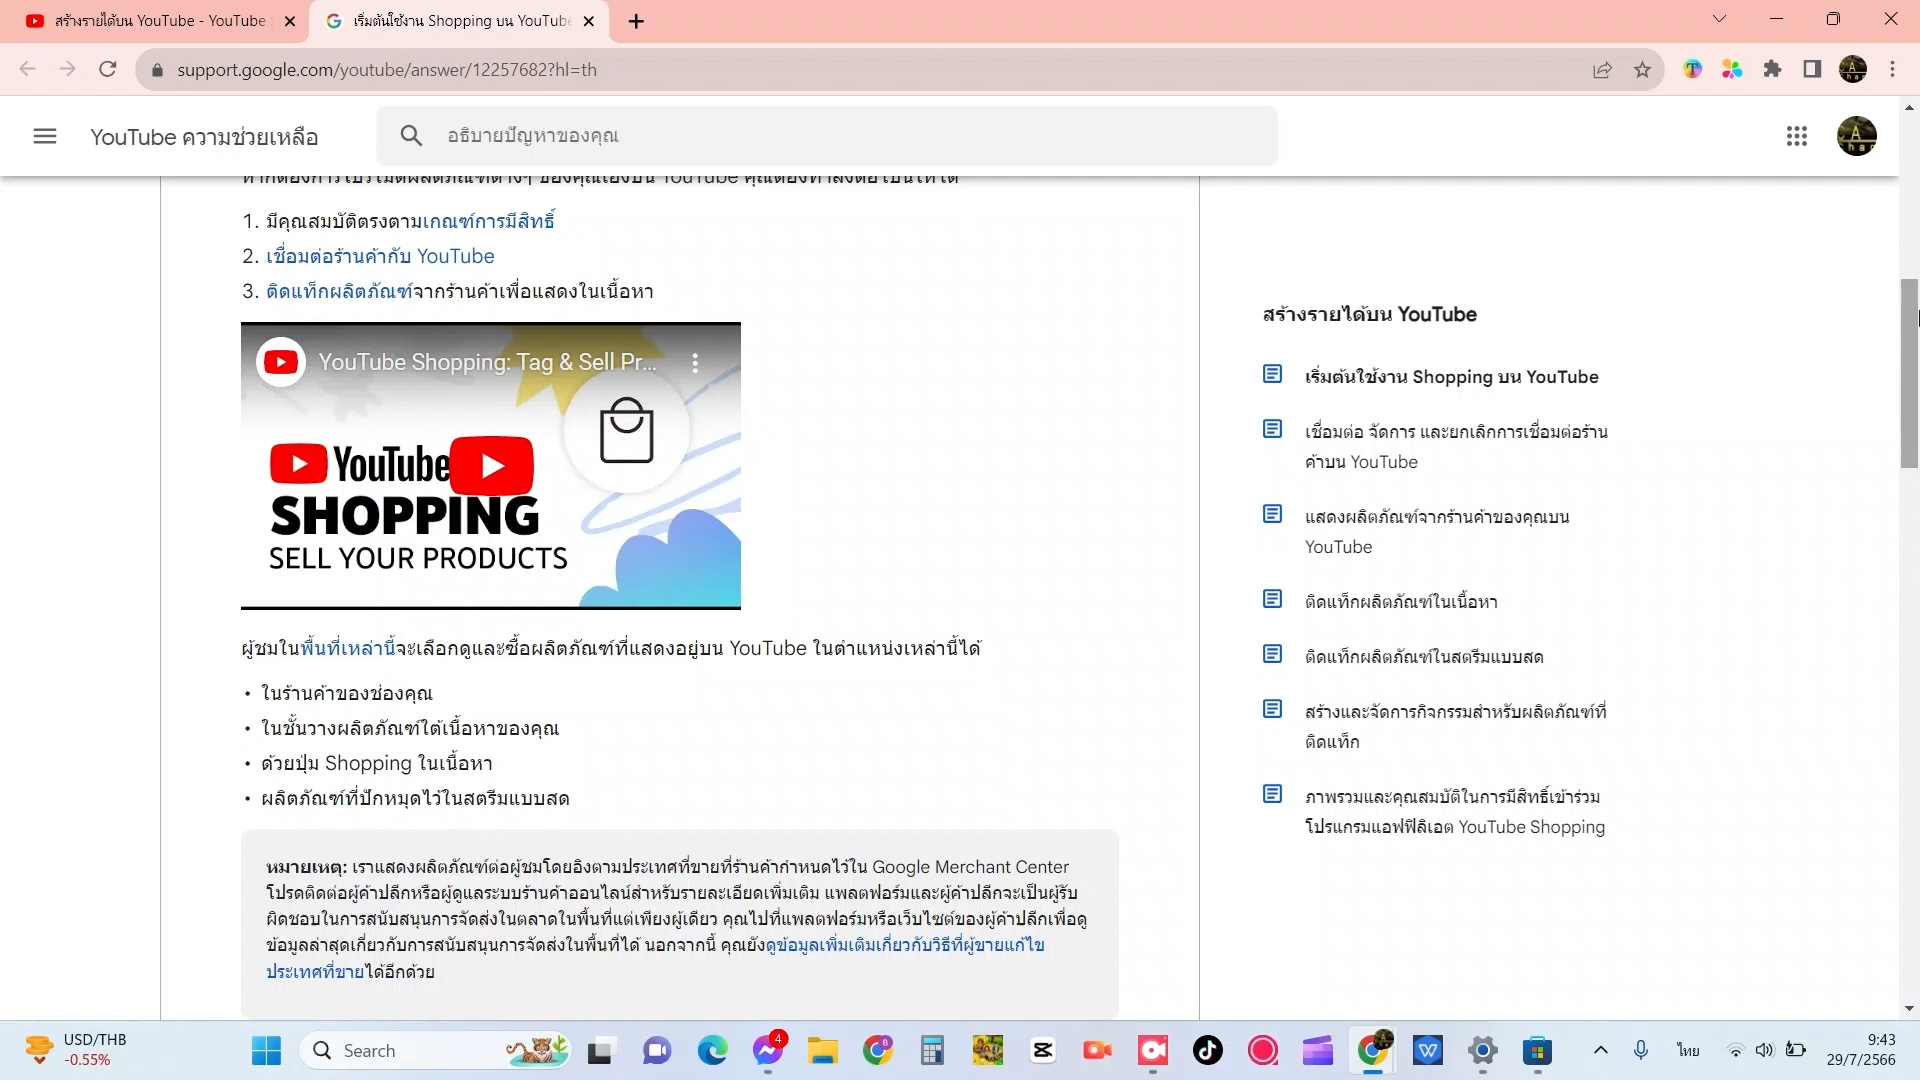 สร้างรายได้บน YouTube - YouTube
เริ่มต้นใช้งาน Shopping บน YouTube
support.google.com/youtube/answer/12257682?hl=th
YouTube ความช่วยเหลือ
อธิบายปัญหาของคุณ
1. มีคุณสมบัติตรงตามเกณฑ์การมีสิทธิ์
2. เชื่อมต่อร้านค้ากับ YouTube
3. ติดแท็กผลิตภัณฑ์จากร้านค้าเพื่อแสดงในเนื้อหา
YouTube Shopping: Tag & Sell Pr...
YouTube
SHOPPING
SELL YOUR PRODUCTS
ผู้ชมในพื้นที่เหล่านี้จะเลือกดูและซื้อผลิตภัณฑ์ที่แสดงอยู่บน YouTube ในตำแหน่งเหล่านี้ได้
• ในร้านค้าของช่องคุณ
• ในชั้นวางผลิตภัณฑ์ใต้เนื้อหาของคุณ
• ด้วยปุ่ม Shopping ในเนื้อหา
• ผลิตภัณฑ์ที่ปักหมุดไว้ในสตรีมแบบสด
หมายเหตุ: เราแสดงผลิตภัณฑ์ต่อผู้ชมโดยอิงตามประเทศที่ขายที่ร้านค้ากำหนดไว้ใน Google Merchant Center
โปรดติดต่อผู้ค้าปลีกหรือผู้ดูแลระบบร้านค้าออนไลน์สำหรับรายละเอียดเพิ่มเติม แพลตฟอร์มและผู้ค้าปลีกจะเป็นผู้รับ
ผิดชอบในการสนับสนุนการจัดส่งในตลาดในพื้นที่แต่เพียงผู้เดียว คุณไปที่แพลตฟอร์มหรือเว็บไซต์ของผู้ค้าปลีกเพื่อดู
ข้อมูลล่าสุดเกี่ยวกับการสนับสนุนการจัดส่งในพื้นที่ได้ นอกจากนี้ คุณยังดูข้อมูลเพิ่มเติมเกี่ยวกับวิธีที่ผู้ขายแก้ไข
ประเทศที่ขายได้อีกด้วย
สร้างรายได้บน YouTube
เริ่มต้นใช้งาน Shopping บน YouTube
เชื่อมต่อ จัดการ และยกเลิกการเชื่อมต่อร้าน
ค้าบน YouTube
แสดงผลิตภัณฑ์จากร้านค้าของคุณบน
YouTube
ติดแท็กผลิตภัณฑ์ในเนื้อหา
ติดแท็กผลิตภัณฑ์ในสตรีมแบบสด
สร้างและจัดการกิจกรรมสำหรับผลิตภัณฑ์ที่
ติดแท็ก
ภาพรวมและคุณสมบัติในการมีสิทธิ์เข้าร่วม
โปรแกรมแอฟฟิลิเอต YouTube Shopping
USD/THB
-0.55%
Search
4
ไทย
9:43
29/7/2566